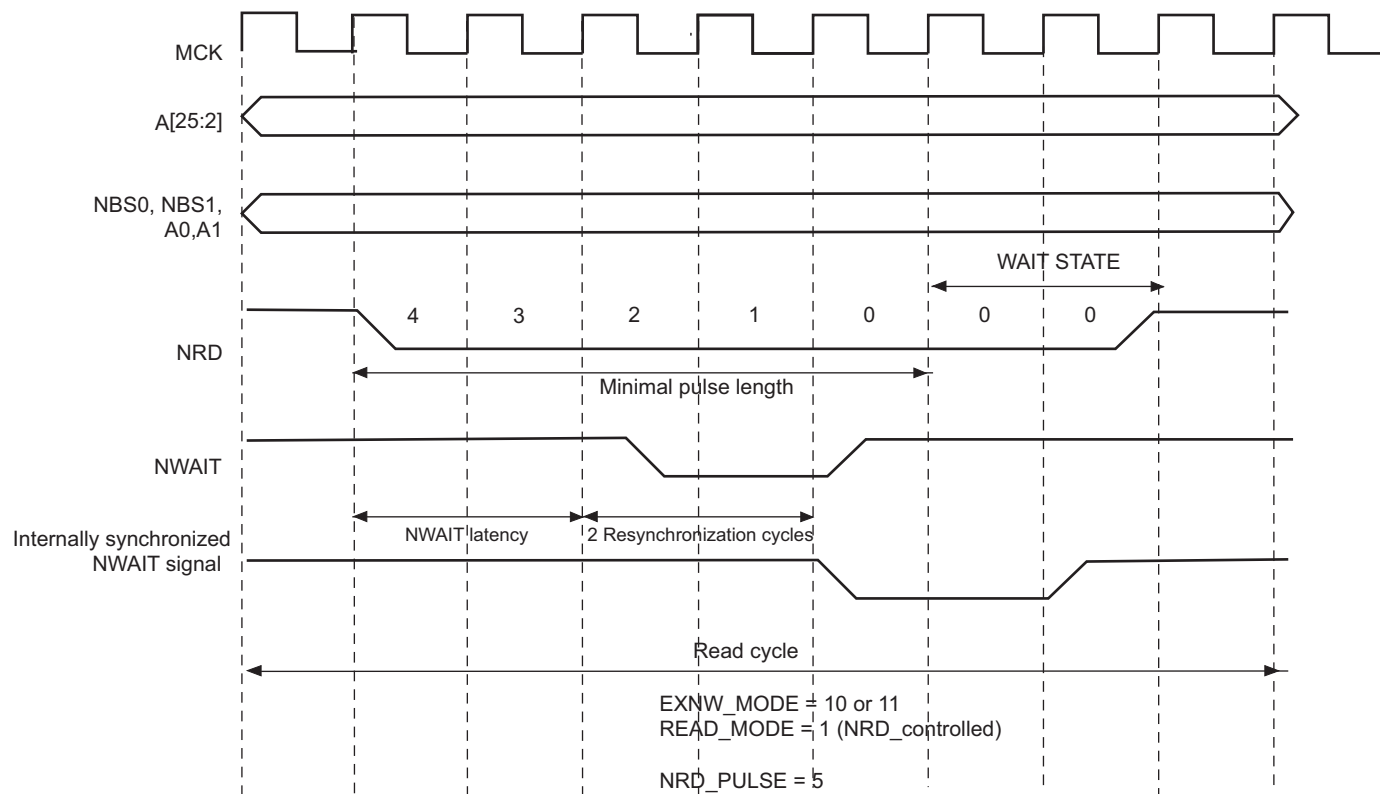 MCK
A[25:2]
NBS0, NBS1,
A0,A1
WAIT STATE
4 3 2 1 0 0 0
NRD
Minimal pulse length
NWAIT
NWAIT latency 2 Resynchronization cycles
Internally synchronized
NWAIT signal
Read cycle
EXNW_MODE = 10 or 11
READ_MODE = 1 (NRD_controlled)
NRD_PULSE = 5